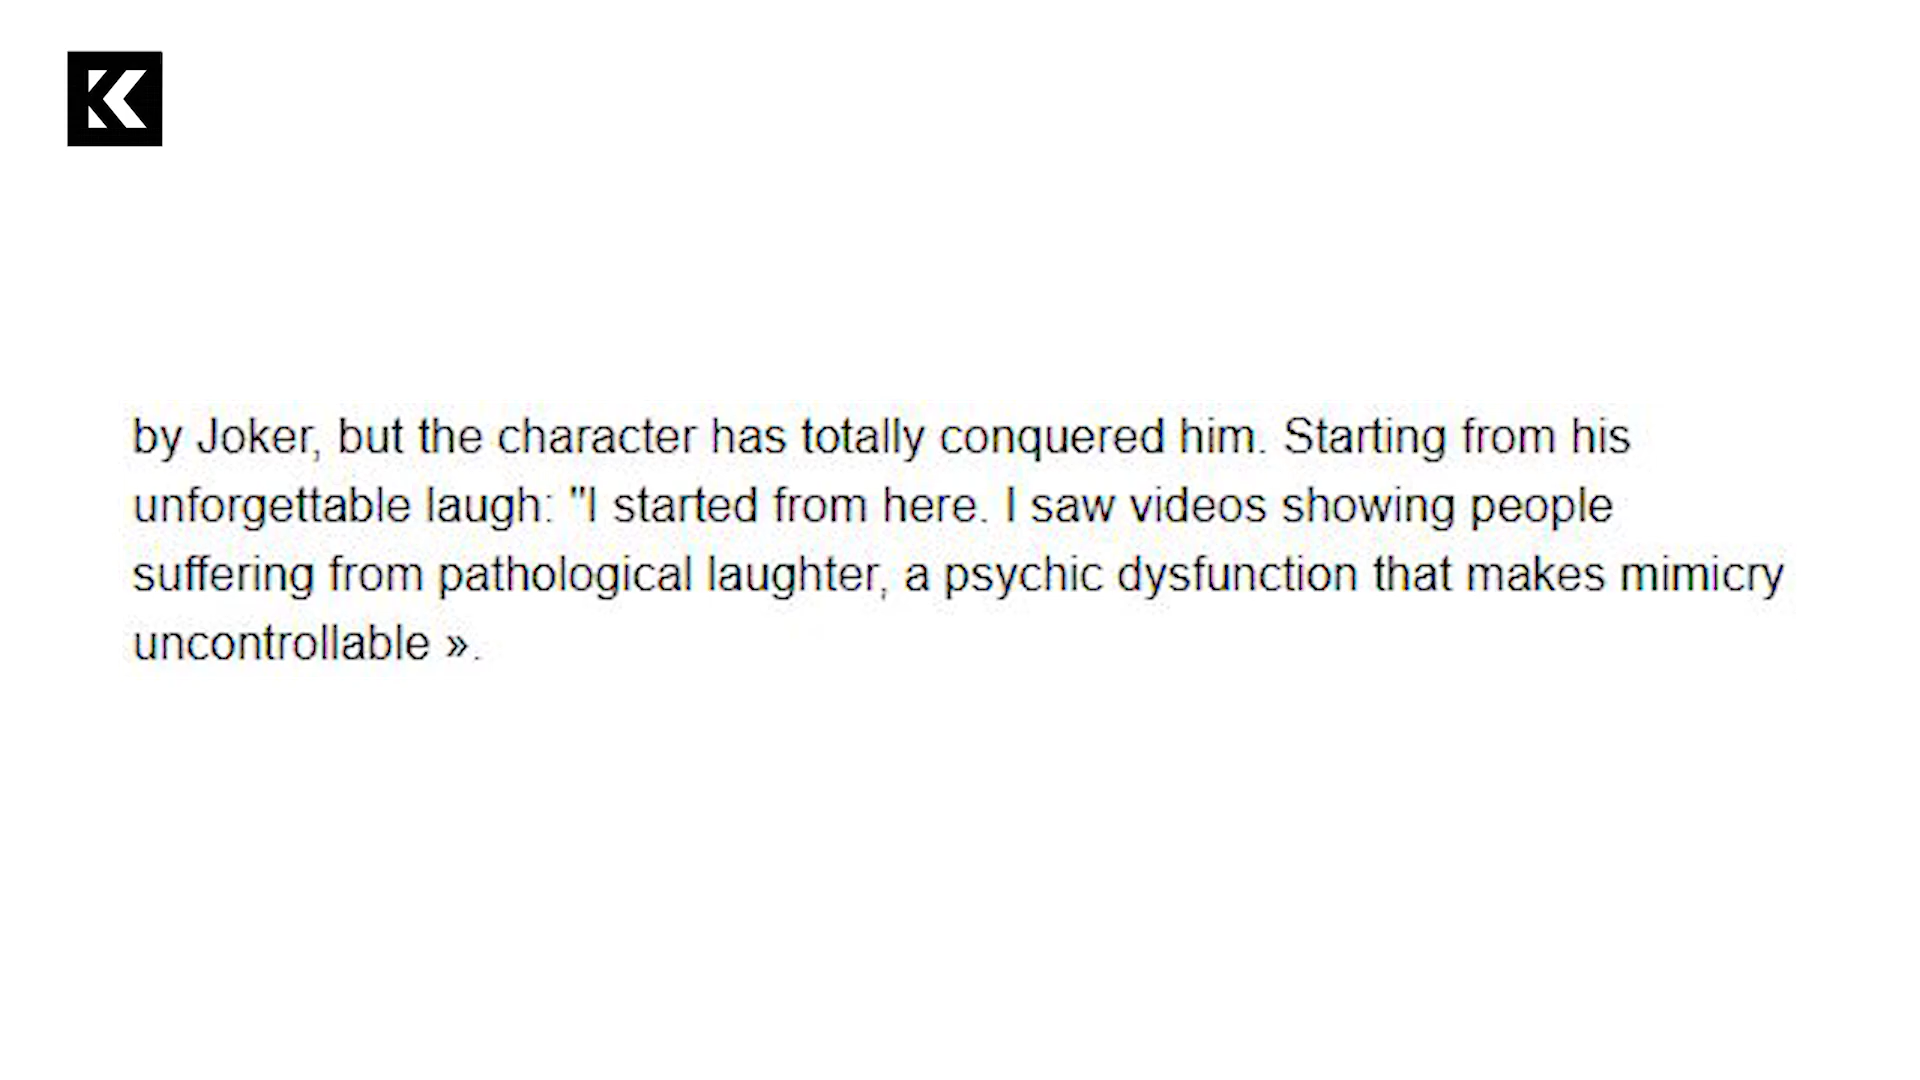 K
by Joker, but the character has totally conquered him. Starting from his
unforgettable laugh: "I started from here. I saw videos showing people
suffering from pathological laughter, a psychic dysfunction that makes mimicry
uncontrollable ».